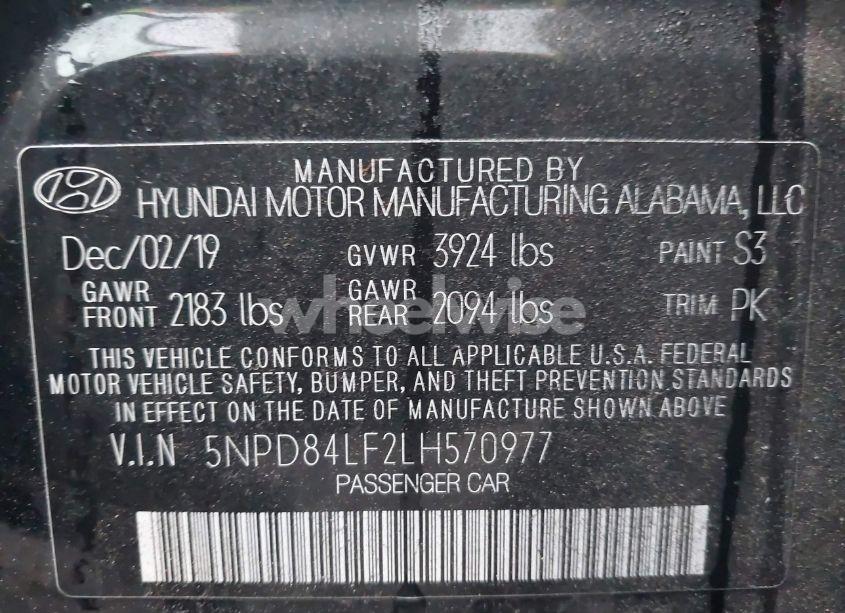 MANUFACTURED BY
HYUNDAI MOTOR MANUFACTURING ALABAMA, LLC
Dec/02/19 GVWR 3924 lbs PAINT S3
GAWR FRONT 2183 lbs GAWR REAR 2094 lbs TRIM PK
wheelwise
THIS VEHICLE CONFORMS TO ALL APPLICABLE U.S.A. FEDERAL
MOTOR VEHICLE SAFETY, BUMPER, AND THEFT PREVENTION STANDARDS
IN EFFECT ON THE DATE OF MANUFACTURE SHOWN ABOVE
V.I.N 5NPD84LF2LH570977
PASSENGER CAR